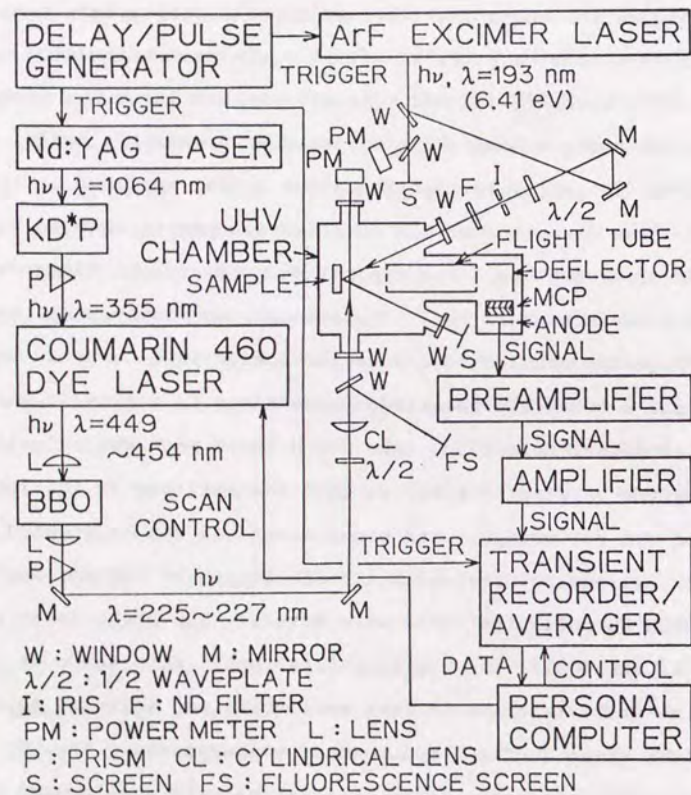 DELAY/PULSE
GENERATOR
ArF EXCIMER LASER
TRIGGER
TRIGGER
hν, λ=193 nm
(6.41 eV)
Nd:YAG LASER
hν, λ=1064 nm
KD*P
P
hν λ=355 nm
COUMARIN 460
DYE LASER
hν λ=449
~454 nm
L
BBO
L
P
M
hν
λ=225~227 nm
M
SCAN
CONTROL
PM
PM
W
W
W
S
W
F
I
λ/2
M
M
UHV
CHAMBER
SAMPLE
FLIGHT TUBE
DEFLECTOR
MCP
ANODE
W
W
S
W
CL
λ/2
FS
SIGNAL
PREAMPLIFIER
SIGNAL
AMPLIFIER
SIGNAL
TRIGGER
TRANSIENT
RECORDER/
AVERAGER
DATA
CONTROL
PERSONAL
COMPUTER
W : WINDOW M : MIRROR
λ/2 : 1/2 WAVEPLATE
I : IRIS F : ND FILTER
PM : POWER METER L : LENS
P : PRISM CL : CYLINDRICAL LENS
S : SCREEN FS : FLUORESCENCE SCREEN